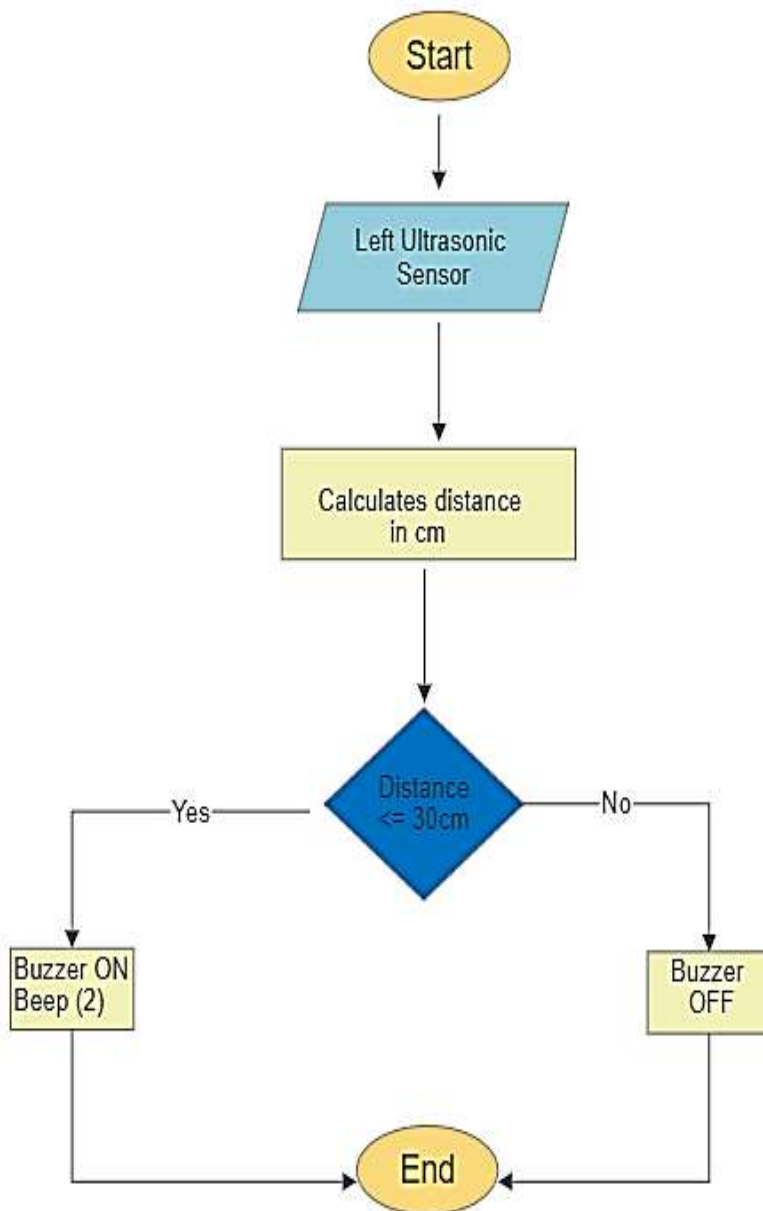 Start
Left Ultrasonic
Sensor
Calculates distance
in cm
Distance
<= 30cm
Yes
No
Buzzer ON
Beep (2)
Buzzer
OFF
End